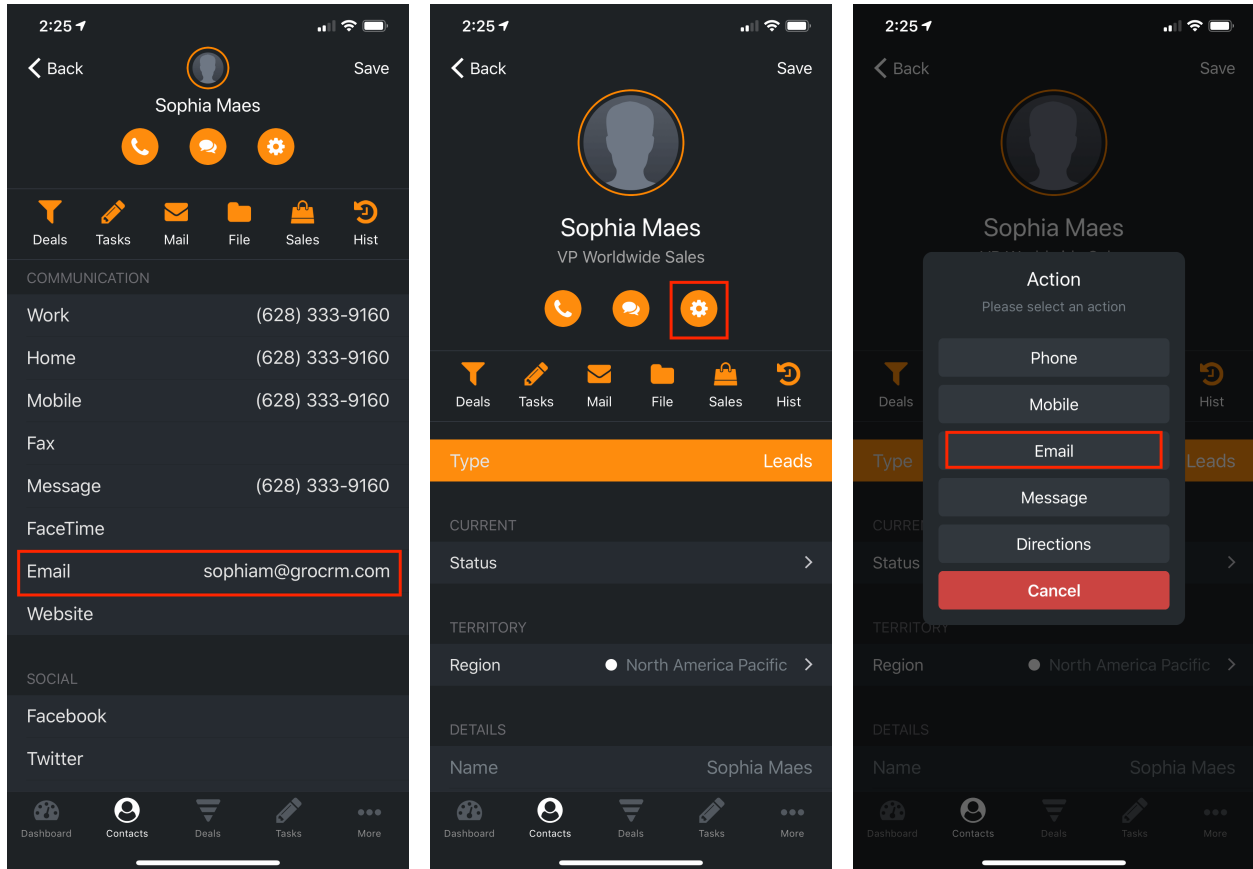 2:25
Back
Save
Sophia Maes
Deals Tasks Mail File Sales Hist
COMMUNICATION
Work (628) 333-9160
Home (628) 333-9160
Mobile (628) 333-9160
Fax
Message (628) 333-9160
FaceTime
Email sophiam@grocrm.com
Website
SOCIAL
Facebook
Twitter
Dashboard Contacts Deals Tasks More
2:25
Back
Save
Sophia Maes
VP Worldwide Sales
Deals Tasks Mail File Sales Hist
Type Leads
CURRENT
Status
TERRITORY
Region North America Pacific
DETAILS
Name Sophia Maes
Dashboard Contacts Deals Tasks More
2:25
Back
Save
Sophia Maes
Action
Please select an action
Phone
Deals Hist
Mobile
Email
Type Leads
Message
Directions
Status
Cancel
Region North America Pacific
DETAILS
Name Sophia Maes
Dashboard Contacts Deals Tasks More